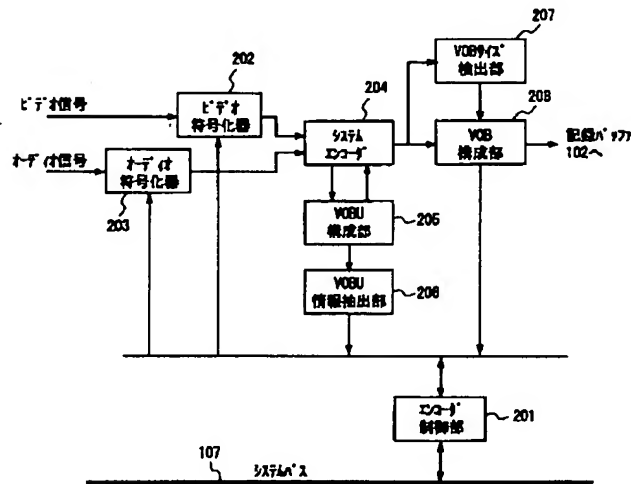 207
VOBサイズ
検出部
202
204
208
ビデオ信号
ビデオ
符号化器
システム
エンコーダ
VOB
構成部
記録バッファ
102へ
オーディオ信号
オーディオ
符号化器
203
VOBU
構成部
205
VOBU
情報抽出部
206
エンコーダ
制御部
201
107
システムバス